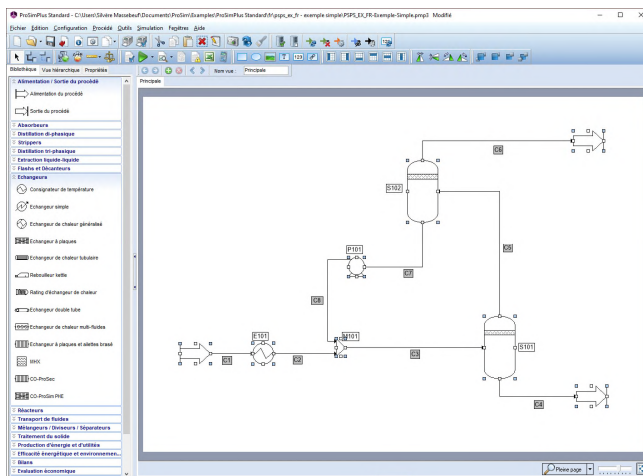 ProSimPlus Standard - C:\Users\Silvère Massebeuf\Documents\ProSim\Exemples\ProSimPlus Standard\fr\psps_ex_fr - exemple simple\PSPS_EX_FR-Exemple-Simple.pmp3 Modifié
Fichier Edition Configuration Procédé Outils Simulation Fenêtres Aide
Bibliothèque Vue hiérarchique Propriétés
Nom vue : Principale
Principale
Alimentation / Sortie du procédé
Alimentation du procédé
Sortie du procédé
Absorbeurs
Distillation di-phasique
Strippers
Distillation tri-phasique
Extraction liquide-liquide
Flashs et Décanteurs
Echangeurs
Consignateur de température
Echangeur simple
Echangeur de chaleur généralisé
Echangeur à plaques
Echangeur de chaleur tubulaire
Rebouilleur kettle
Rating d'échangeur de chaleur
Echangeur double tube
Echangeur de chaleur multi-fluides
Echangeur à plaques et ailettes brasé
MHX
CO-ProSec
CO-ProSim PHE
Réacteurs
Transport de fluides
Mélangeurs / Diviseurs / Séparateurs
Traitement du solide
Production d'énergie et d'utilités
Efficacité énergétique et environnemen...
Bilans
Evaluation économique
C6
S102
C5
P101
C7
C8
E101
M101
C1
C2
C3
S101
C4
Pleine page